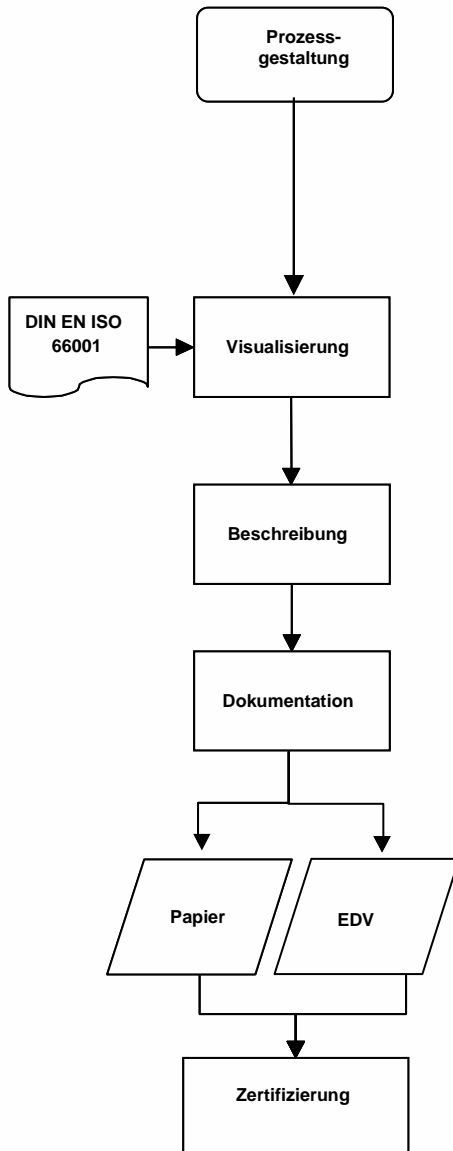 Prozess-
gestaltung
DIN EN ISO
66001
Visualisierung
Beschreibung
Dokumentation
Papier
EDV
Zertifizierung